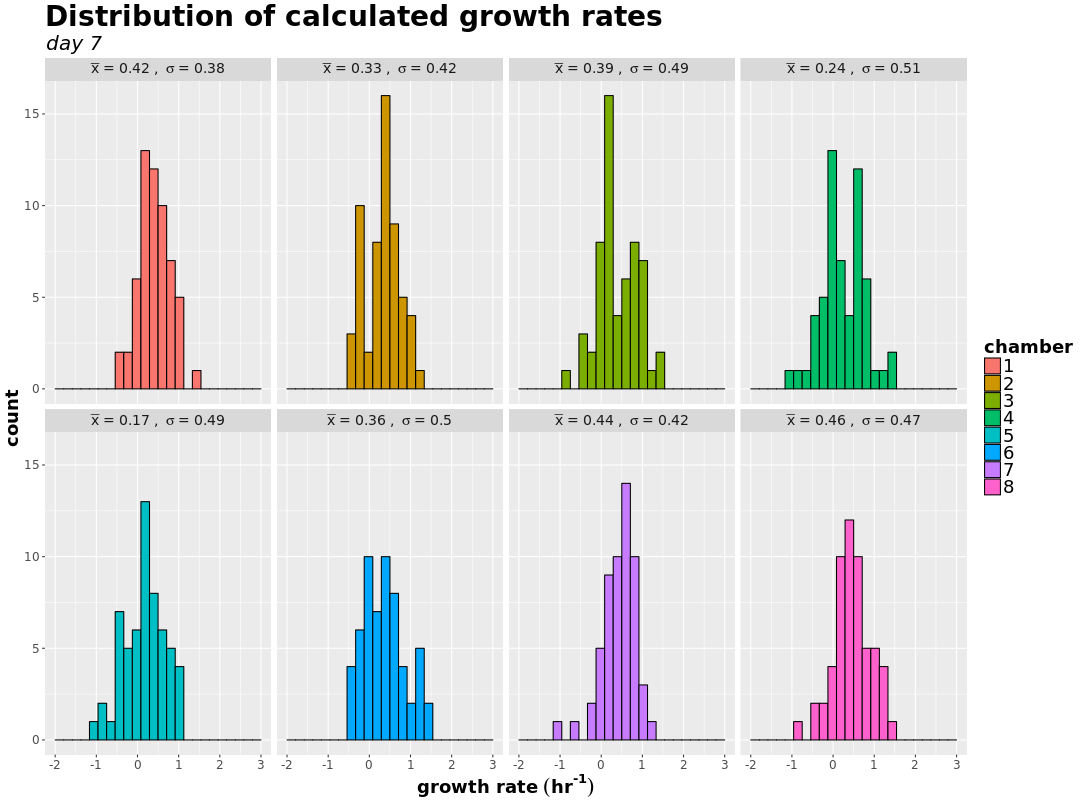 Distribution of calculated growth rates
day 7
x̅ = 0.42 , σ = 0.38
x̅ = 0.33 , σ = 0.42
x̅ = 0.39 , σ = 0.49
x̅ = 0.24 , σ = 0.51
15
10
5
0
x̅ = 0.17 , σ = 0.49
x̅ = 0.36 , σ = 0.5
x̅ = 0.44 , σ = 0.42
x̅ = 0.46 , σ = 0.47
15
10
5
0
-2 -1 0 1 2 3
-2 -1 0 1 2 3
-2 -1 0 1 2 3
-2 -1 0 1 2 3
count
growth rate (hr⁻¹)
chamber
1
2
3
4
5
6
7
8